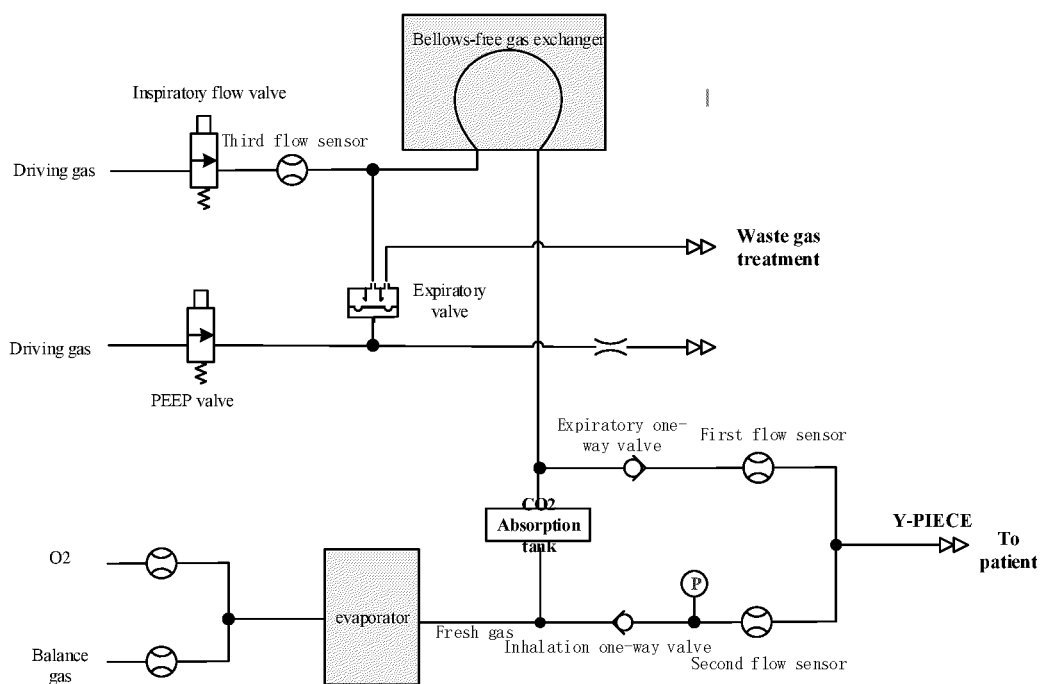 Bellows-free gas exchanger
Inspiratory flow valve
Third flow sensor
Driving gas
Waste gas
treatment
Expiratory
valve
Driving gas
PEEP valve
Expiratory one-
way valve
First flow sensor
CO2
Absorption
tank
Y-PIECE
To
patient
O2
P
evaporator
Fresh gas
Inhalation one-way valve
Second flow sensor
Balance
gas